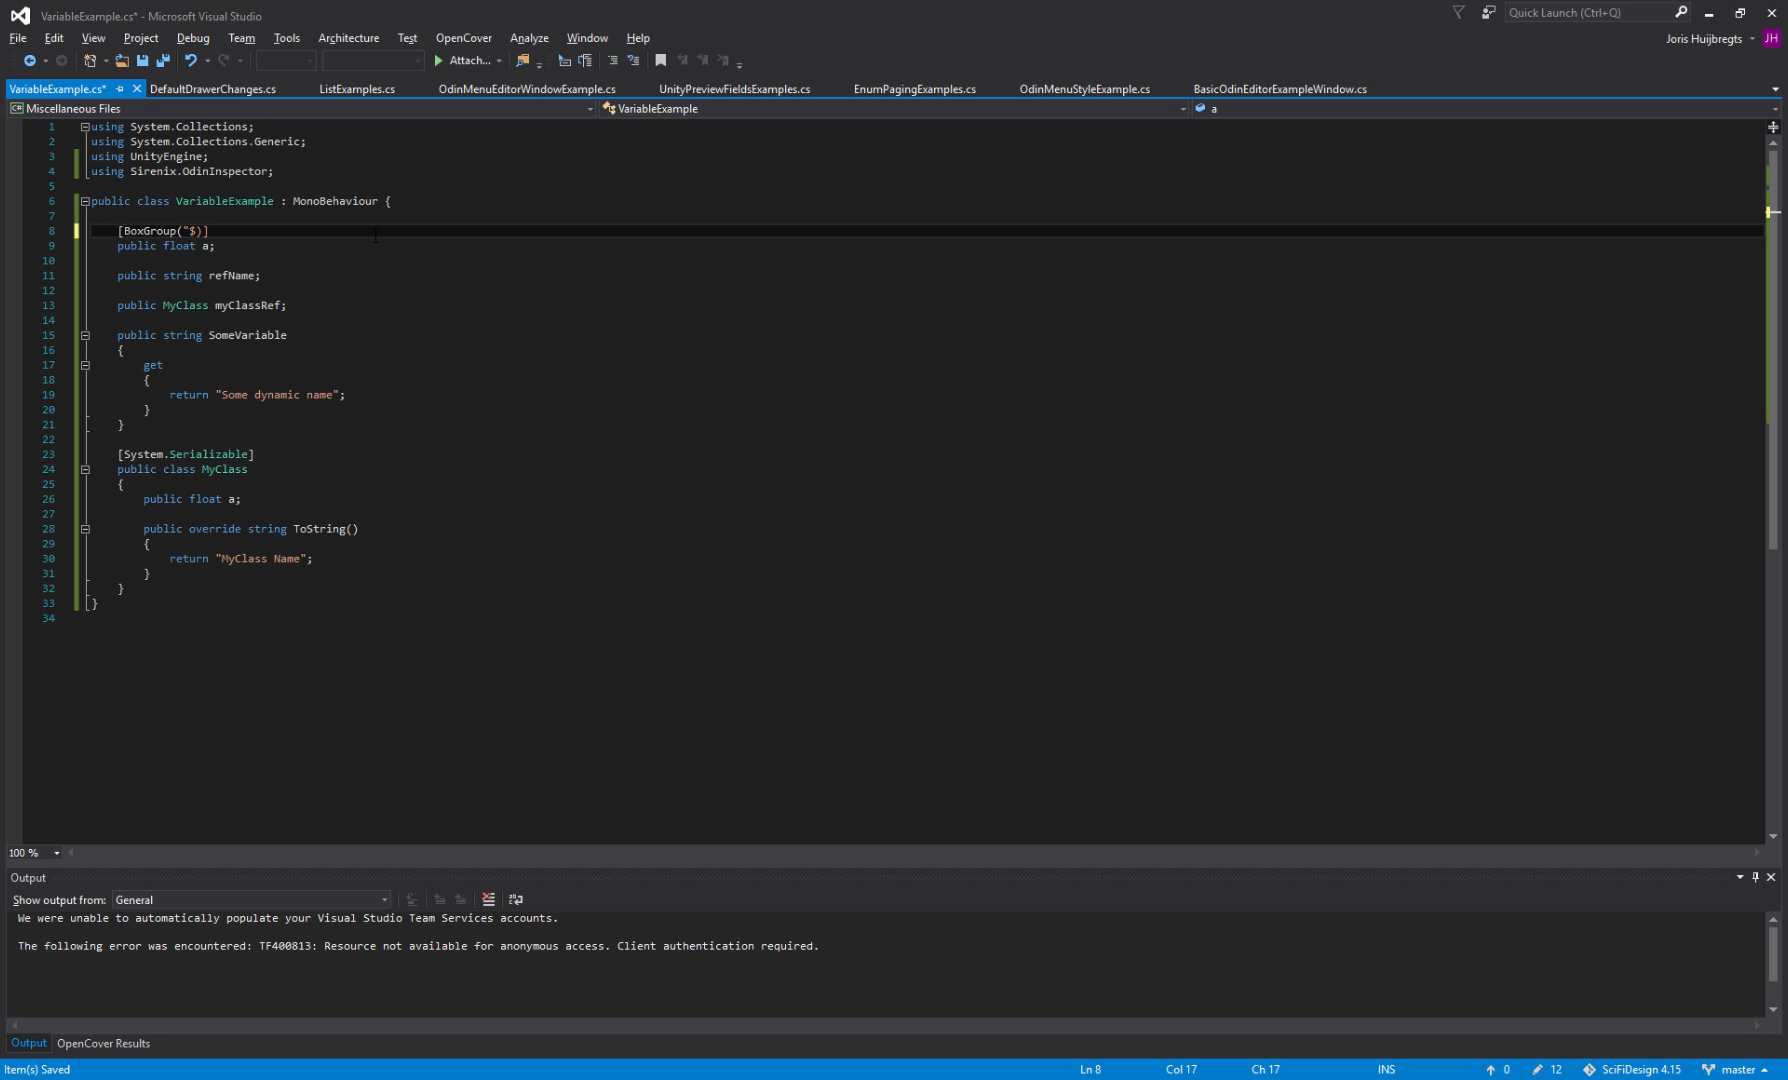 VariableExample.cs* - Microsoft Visual Studio
Quick Launch (Ctrl+Q)
File Edit View Project Debug Team Tools Architecture Test OpenCover Analyze Window Help
Joris Huijbregts JH
Attach...
VariableExample.cs* DefaultDrawerChanges.cs ListExamples.cs OdinMenuEditorWindowExample.cs UnityPreviewFieldsExamples.cs EnumPagingExamples.cs OdinMenuStyleExample.cs BasicOdinEditorExampleWindow.cs
C# Miscellaneous Files VariableExample a
1 using System.Collections;
2 using System.Collections.Generic;
3 using UnityEngine;
4 using Sirenix.OdinInspector;
5
6 public class VariableExample : MonoBehaviour {
7
8 [BoxGroup("$)]
9 public float a;
10
11 public string refName;
12
13 public MyClass myClassRef;
14
15 public string SomeVariable
16 {
17 get
18 {
19 return "Some dynamic name";
20 }
21 }
22
23 [System.Serializable]
24 public class MyClass
25 {
26 public float a;
27
28 public override string ToString()
29 {
30 return "MyClass Name";
31 }
32 }
33 }
34
100 %
Output
Show output from: General
We were unable to automatically populate your Visual Studio Team Services accounts.
The following error was encountered: TF400813: Resource not available for anonymous access. Client authentication required.
Output OpenCover Results
Item(s) Saved Ln 8 Col 17 Ch 17 INS 0 12 SciFiDesign 4.15 master